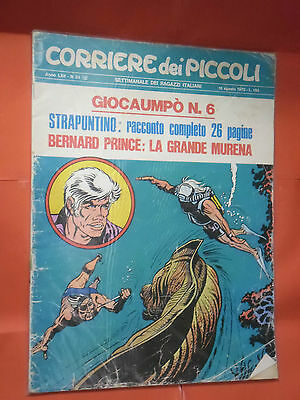 CORRIERE dei PICCOLI
SETTIMANALE DEI RAGAZZI ITALIANI
GIOCAUMPÒ N. 6
STRAPUNTINO: racconto completo 26 pagine
BERNARD PRINCE: LA GRANDE MURENA